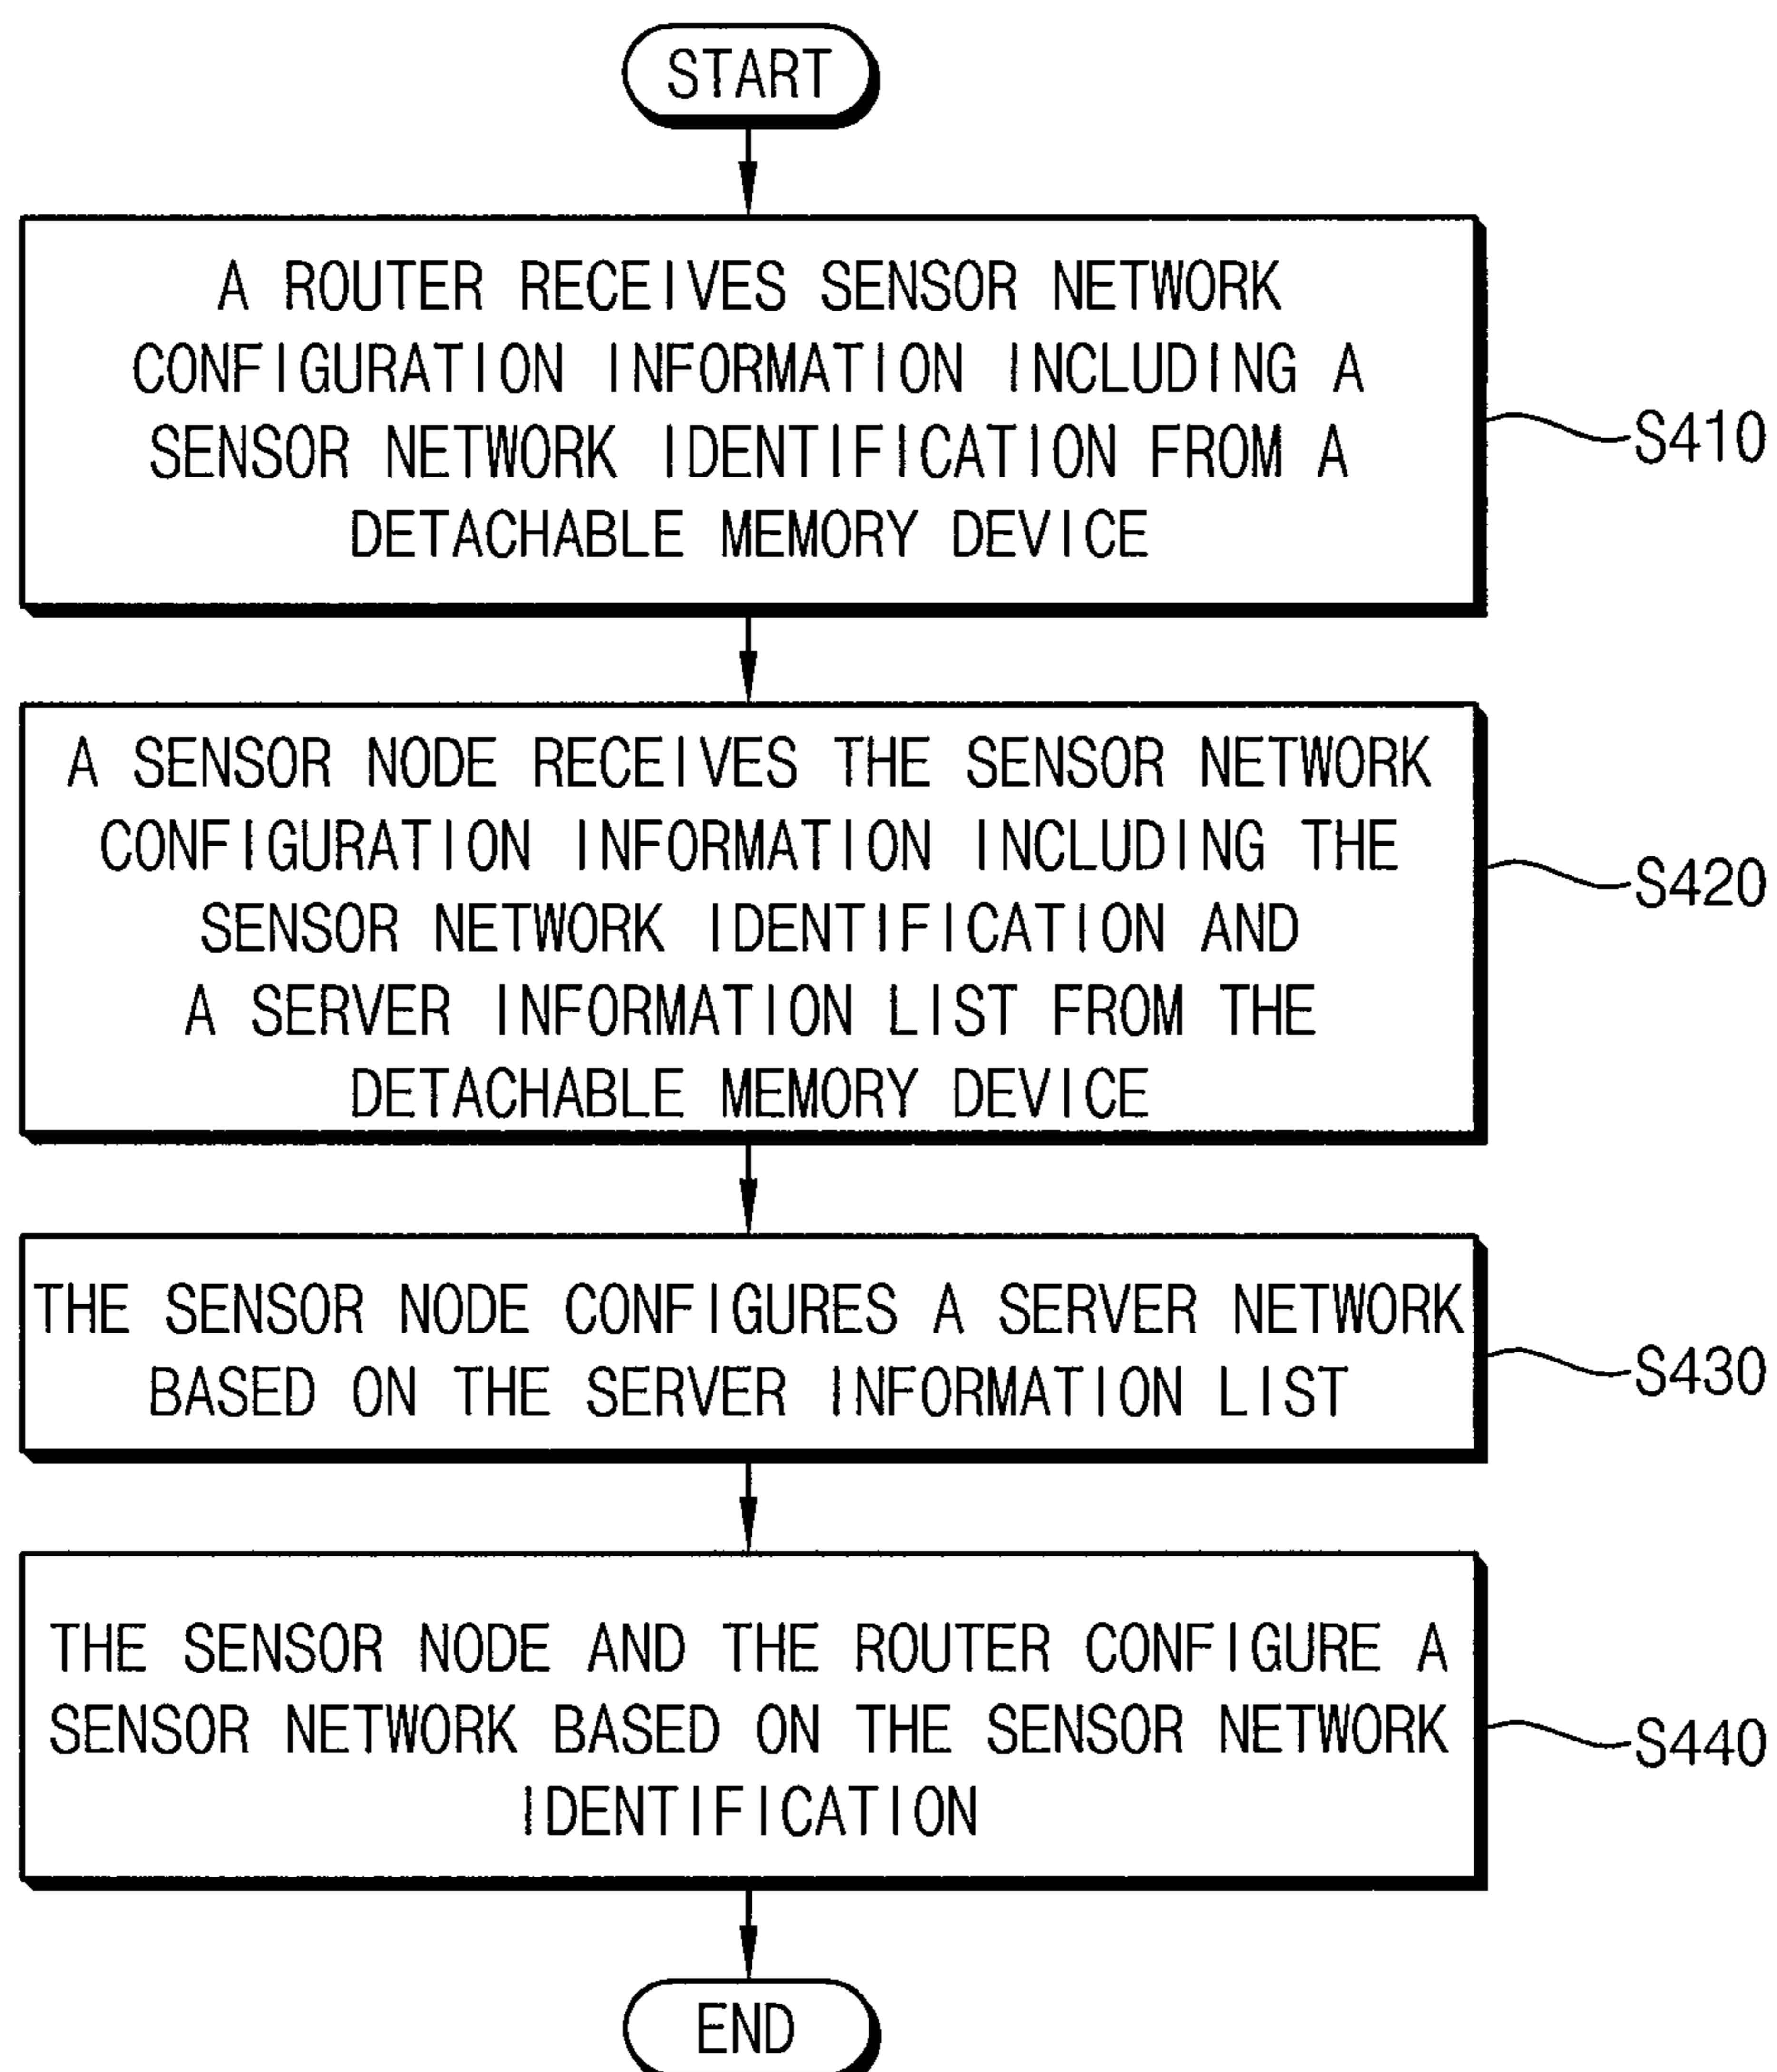 START
A ROUTER RECEIVES SENSOR NETWORK
CONFIGURATION INFORMATION INCLUDING A
SENSOR NETWORK IDENTIFICATION FROM A
DETACHABLE MEMORY DEVICE
S410
A SENSOR NODE RECEIVES THE SENSOR NETWORK
CONFIGURATION INFORMATION INCLUDING THE
SENSOR NETWORK IDENTIFICATION AND
A SERVER INFORMATION LIST FROM THE
DETACHABLE MEMORY DEVICE
S420
THE SENSOR NODE CONFIGURES A SERVER NETWORK
BASED ON THE SERVER INFORMATION LIST
S430
THE SENSOR NODE AND THE ROUTER CONFIGURE A
SENSOR NETWORK BASED ON THE SENSOR NETWORK
IDENTIFICATION
S440
END